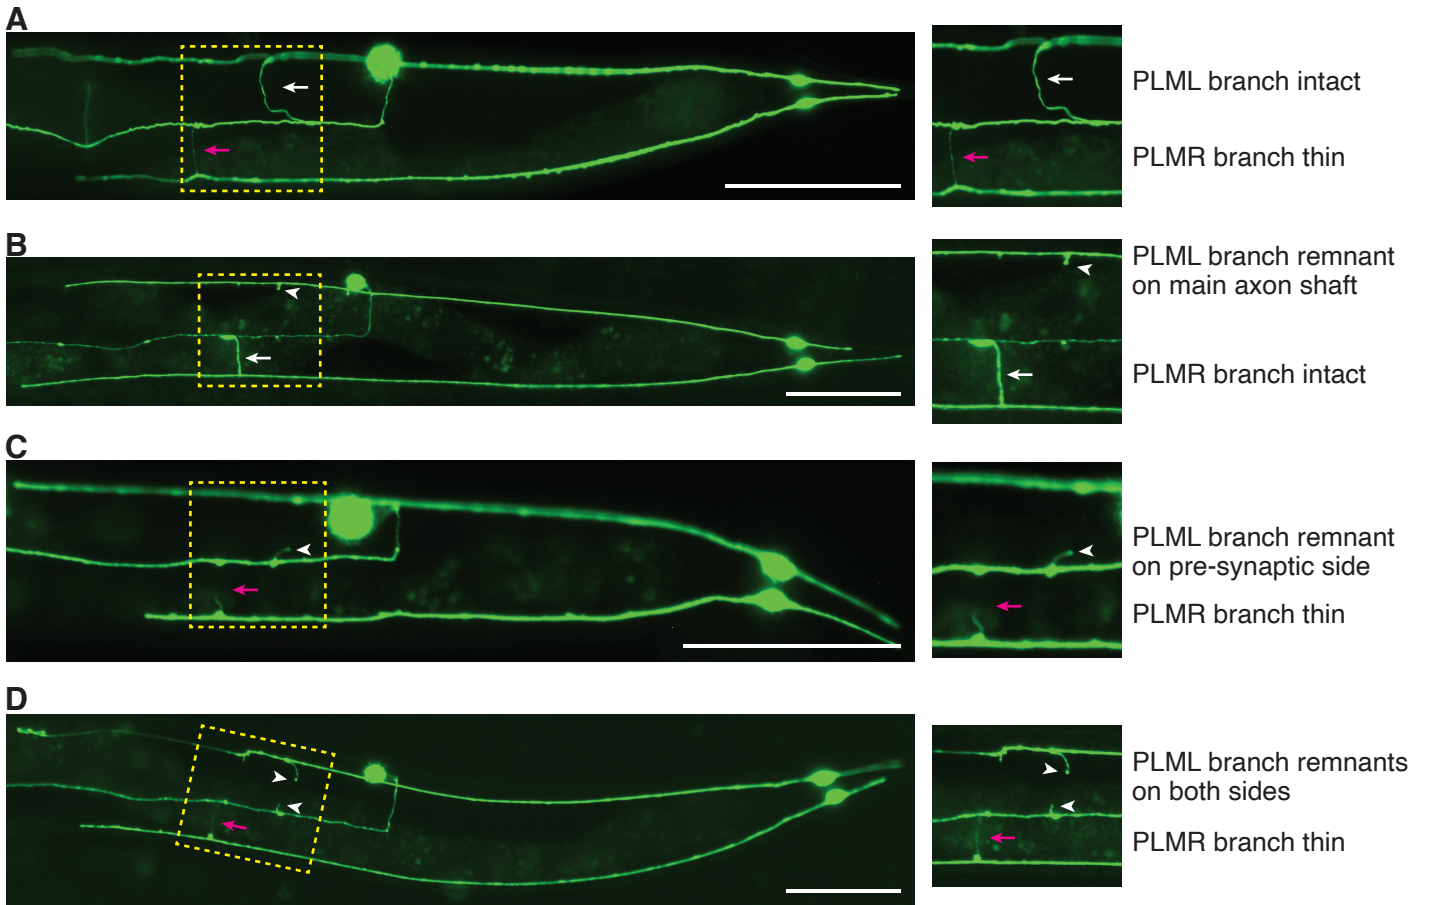 A
PLML branch intact
PLMR branch thin
B
PLML branch remnant
on main axon shaft
PLMR branch intact
C
PLML branch remnant
on pre-synaptic side
PLMR branch thin
D
PLML branch remnants
on both sides
PLMR branch thin